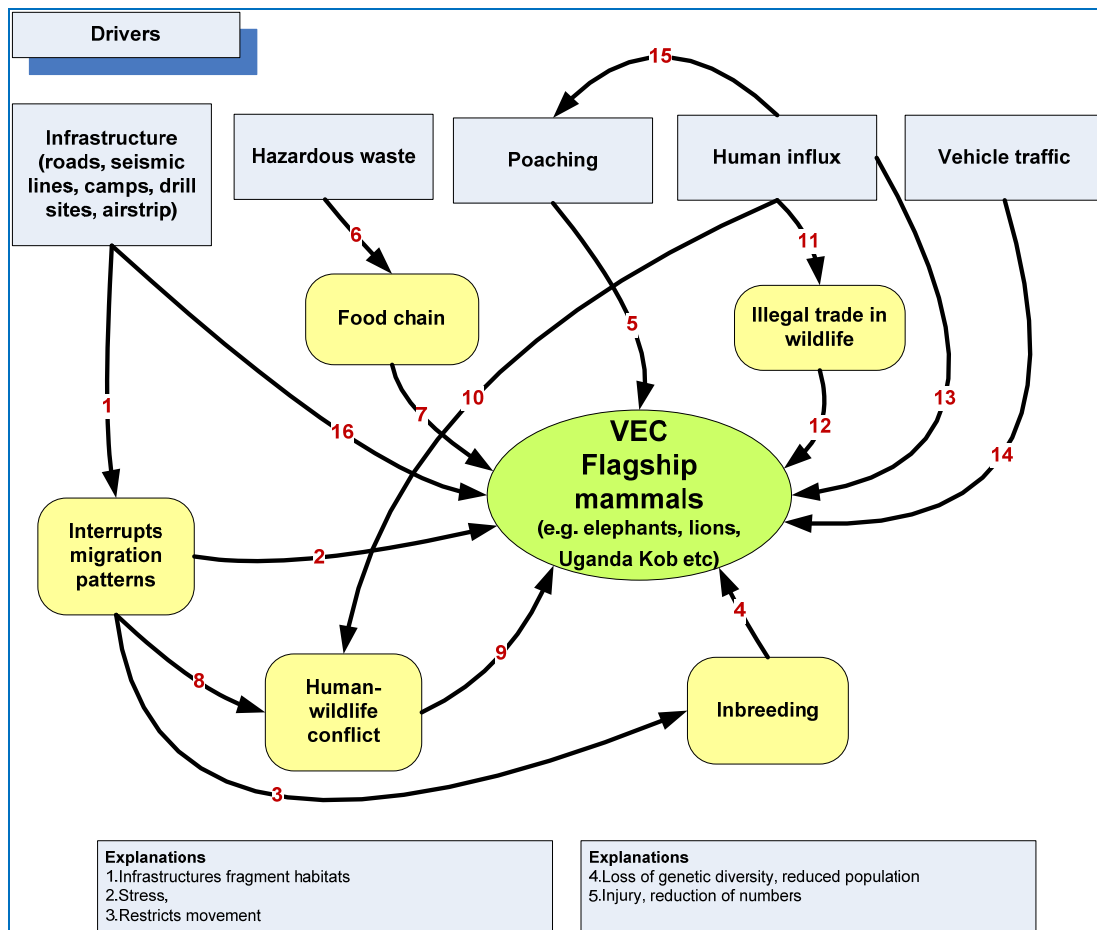 Drivers
15
Infrastructure
(roads, seismic
lines, camps, drill
sites, airstrip)
Hazardous waste
Poaching
Human influx
Vehicle traffic
6
11
Food chain
5
Illegal trade in
wildlife
1
16
7
10
12
13
14
VEC
Flagship
mammals
(e.g. elephants, lions,
Uganda Kob etc)
Interrupts
migration
patterns
2
4
8
9
Human-
wildlife
conflict
Inbreeding
3
Explanations
1.Infrastructures fragment habitats
2.Stress,
3.Restricts movement
Explanations
4.Loss of genetic diversity, reduced population
5.Injury, reduction of numbers